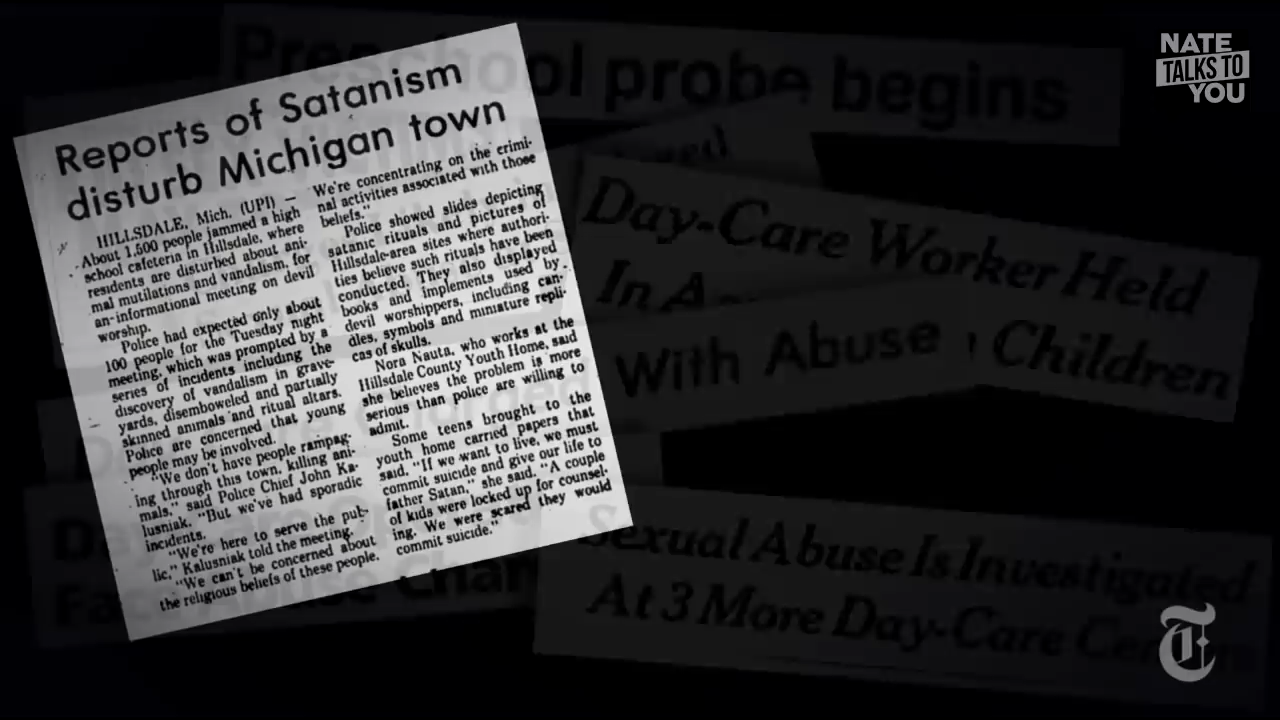 NATE
TALKS TO
YOU
Preschool probe begins
Reports of Satanism
disturb Michigan town
HILLSDALE, Mich. (UPI) —
About 1,500 people jammed a high
school cafeteria in Hillsdale, where
residents are disturbed about ani-
mal mutilations and vandalism, for
an informational meeting on devil
worship.
Police had expected only about
100 people for the Tuesday night
meeting, which was prompted by a
series of incidents including the
discovery of vandalism in grave-
yards, disemboweled and partially
skinned animals and ritual altars.
Police are concerned that young
people may be involved.
"We don't have people rampag-
ing through this town, killing ani-
mals," said Police Chief John Ka-
lusniak. "But we've had sporadic
incidents.
"We're here to serve the pub-
lic," Kalusniak told the meeting.
"We can't be concerned about
the religious beliefs of these people.
We're concentrating on the crimi-
nal activities associated with those
beliefs."
Police showed slides depicting
satanic rituals and pictures of
Hillsdale-area sites where authori-
ties believe such rituals have been
conducted. They also displayed
books and implements used by
devil worshippers, including can-
dles, symbols and miniature repli-
cas of skulls.
Nora Nauta, who works at the
Hillsdale County Youth Home, said
she believes the problem is more
serious than police are willing to
admit.
Some teens brought to the
youth home carried papers that
said, "If we want to live, we must
commit suicide and give our life to
father Satan," she said. "A couple
of kids were locked up for counsel-
ing. We were scared they would
commit suicide."
Day-Care Worker Held
In
Children
With Abuse
Sexual Abuse Is Investigated
At 3 More Day-Care
T